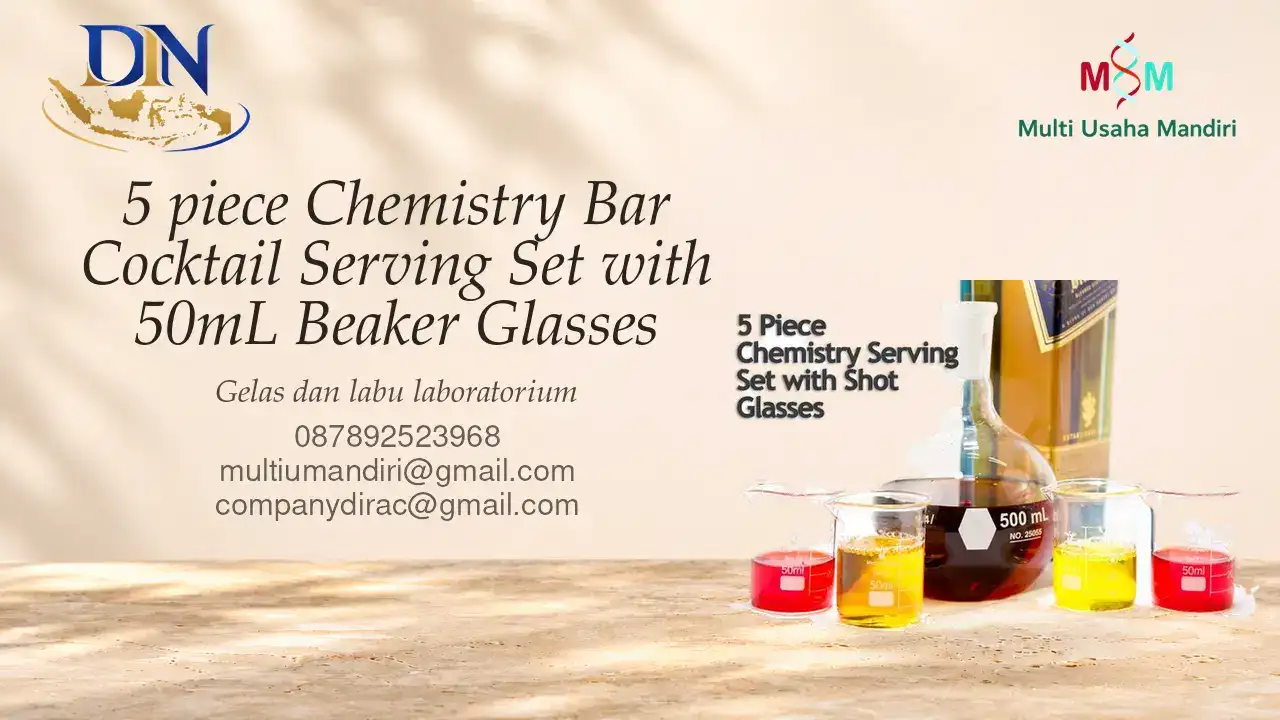 DN
M M
Multi Usaha Mandiri
5 piece Chemistry Bar
Cocktail Serving Set with
50mL Beaker Glasses
Gelas dan labu laboratorium
087892523968
multiumandiri@gmail.com
companydirac@gmail.com
5 Piece
Chemistry Serving
Set with Shot
Glasses
500 mL
NO. 25055
50ml
50ml
50ml
50ml